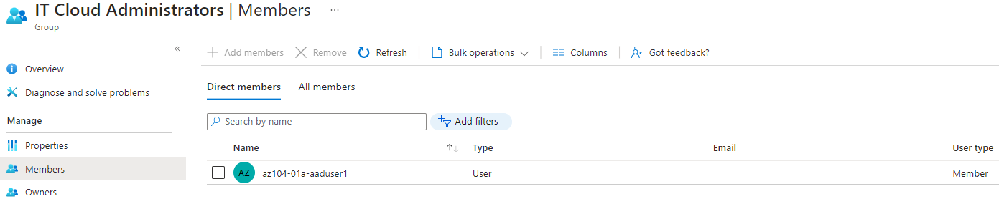 IT Cloud Administrators | Members ...
Group
«
Add members Remove Refresh Bulk operations Columns Got feedback?
Overview
Diagnose and solve problems
Manage
Properties
Members
Owners
Direct members All members
Search by name Add filters
Name ↑↓ Type Email User type
AZ az104-01a-aaduser1 User Member